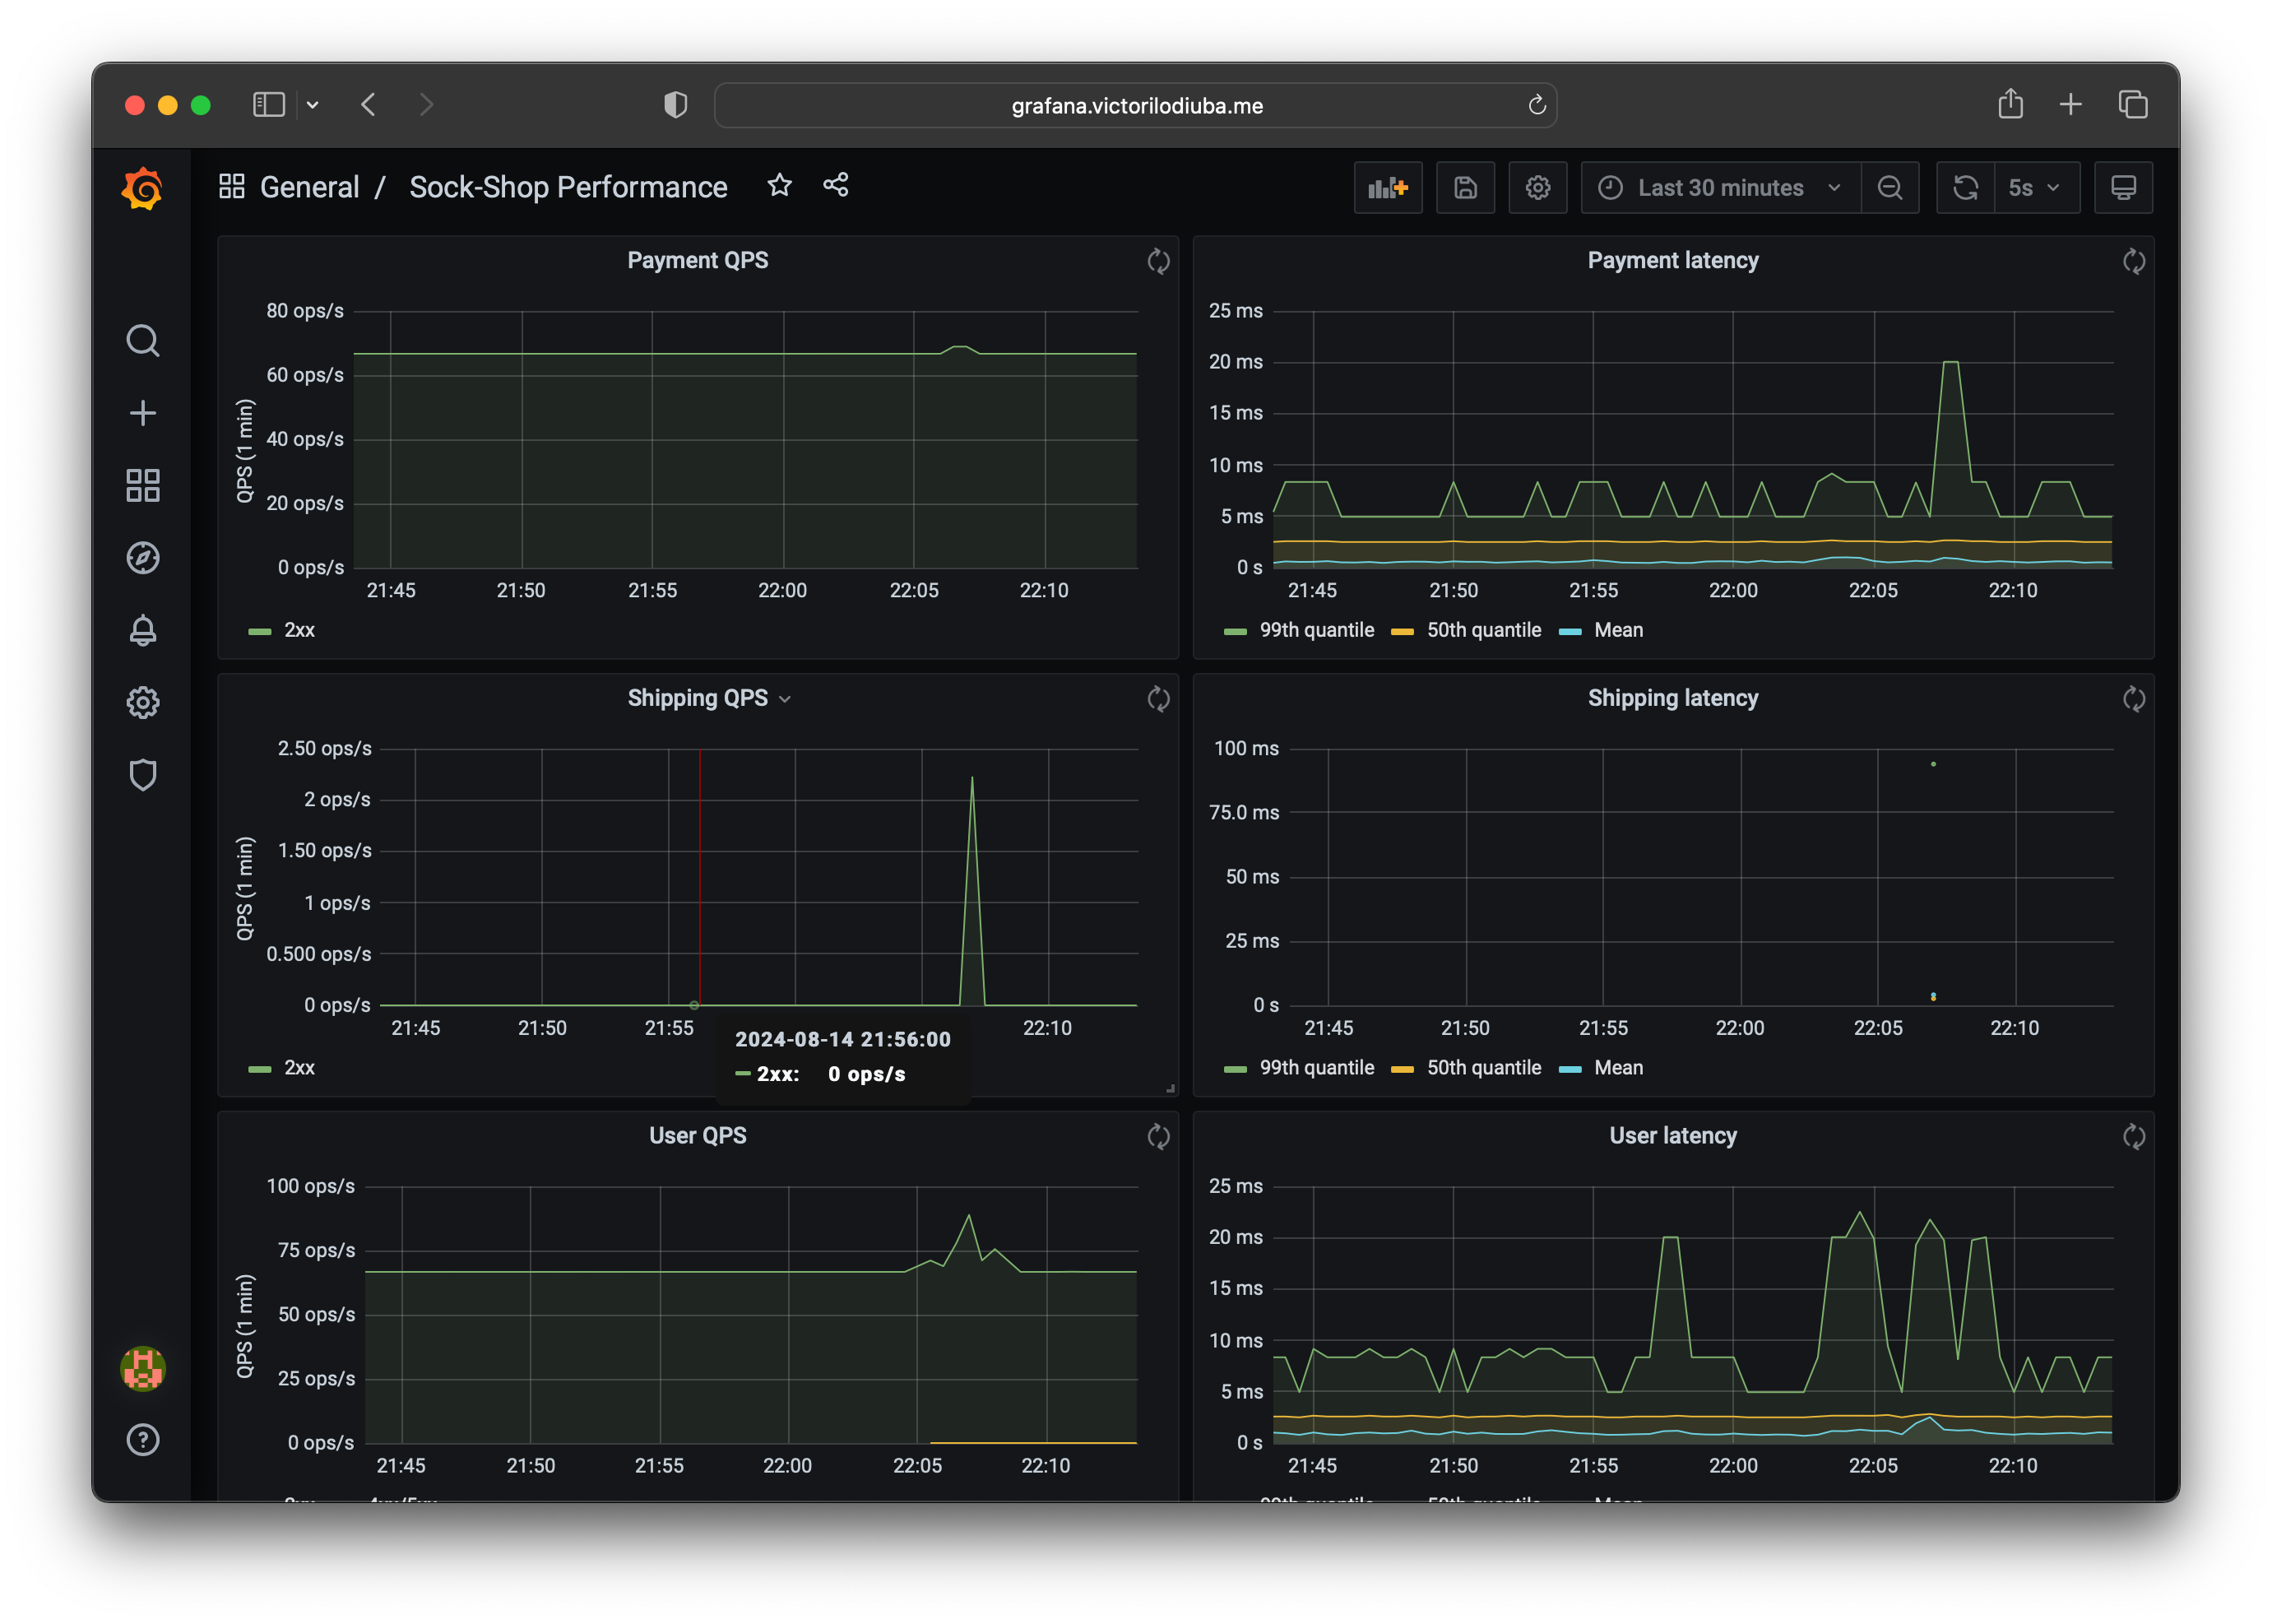 grafana.victorilodiuba.me
General / Sock-Shop Performance
Last 30 minutes
5s
Payment QPS
80 ops/s
60 ops/s
40 ops/s
20 ops/s
0 ops/s
QPS (1 min)
21:45 21:50 21:55 22:00 22:05 22:10
2xx
Payment latency
25 ms
20 ms
15 ms
10 ms
5 ms
0 s
21:45 21:50 21:55 22:00 22:05 22:10
99th quantile 50th quantile Mean
Shipping QPS
2.50 ops/s
2 ops/s
1.50 ops/s
1 ops/s
0.500 ops/s
0 ops/s
QPS (1 min)
21:45 21:50 21:55 22:10
2024-08-14 21:56:00
2xx: 0 ops/s
2xx
Shipping latency
100 ms
75.0 ms
50 ms
25 ms
0 s
21:45 21:50 21:55 22:00 22:05 22:10
99th quantile 50th quantile Mean
User QPS
100 ops/s
75 ops/s
50 ops/s
25 ops/s
0 ops/s
QPS (1 min)
21:45 21:50 21:55 22:00 22:05 22:10
User latency
25 ms
20 ms
15 ms
10 ms
5 ms
0 s
21:45 21:50 21:55 22:00 22:05 22:10